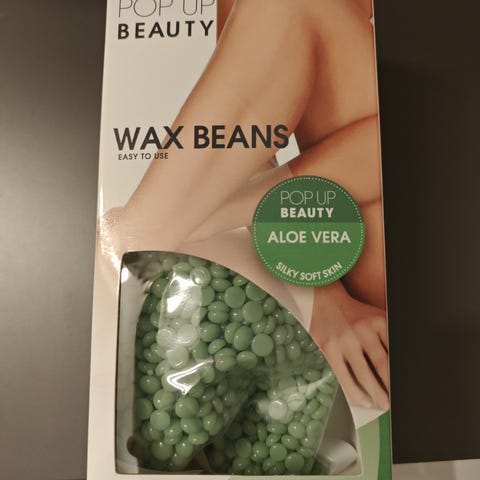 POP UP
BEAUTY
WAX BEANS
EASY TO USE
POP UP
BEAUTY
ALOE VERA
SILKY SOFT SKIN